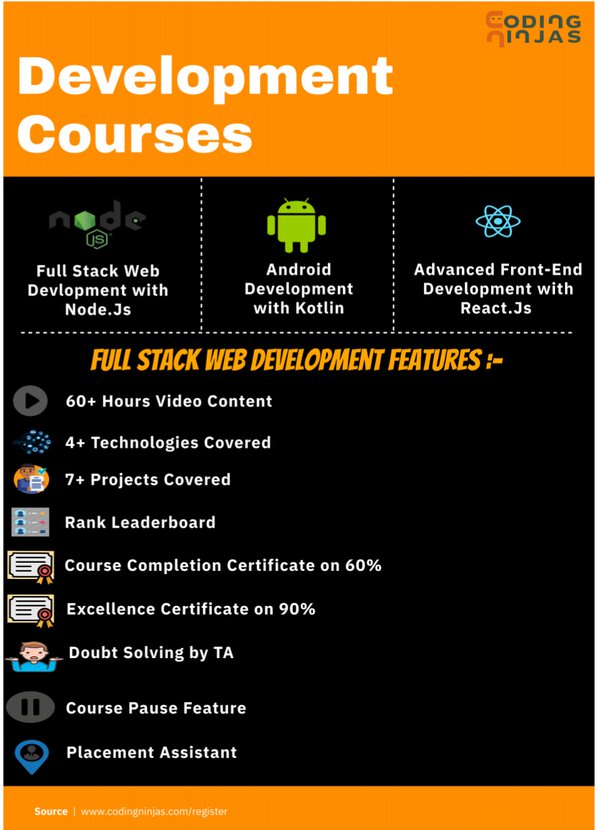 CODING
NINJAS
Development
Courses
node
JS
Full Stack Web
Devlopment with
Node.Js
Android
Development
with Kotlin
Advanced Front-End
Development with
React.Js
FULL STACK WEB DEVELOPMENT FEATURES :-
60+ Hours Video Content
4+ Technologies Covered
7+ Projects Covered
Rank Leaderboard
Course Completion Certificate on 60%
Excellence Certificate on 90%
Doubt Solving by TA
Course Pause Feature
Placement Assistant
Source | www.codingninjas.com/register